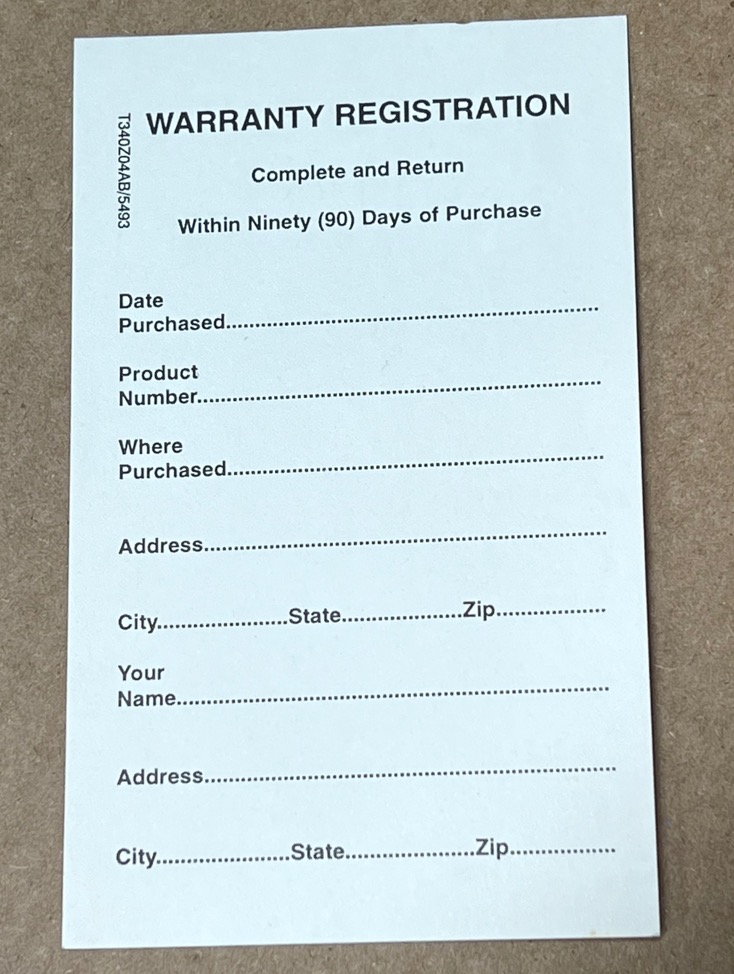 T340Z04AB/5493
WARRANTY REGISTRATION
Complete and Return
Within Ninety (90) Days of Purchase
Date
Purchased
Product
Number
Where
Purchased
Address
City State Zip
Your
Name
Address
City State Zip